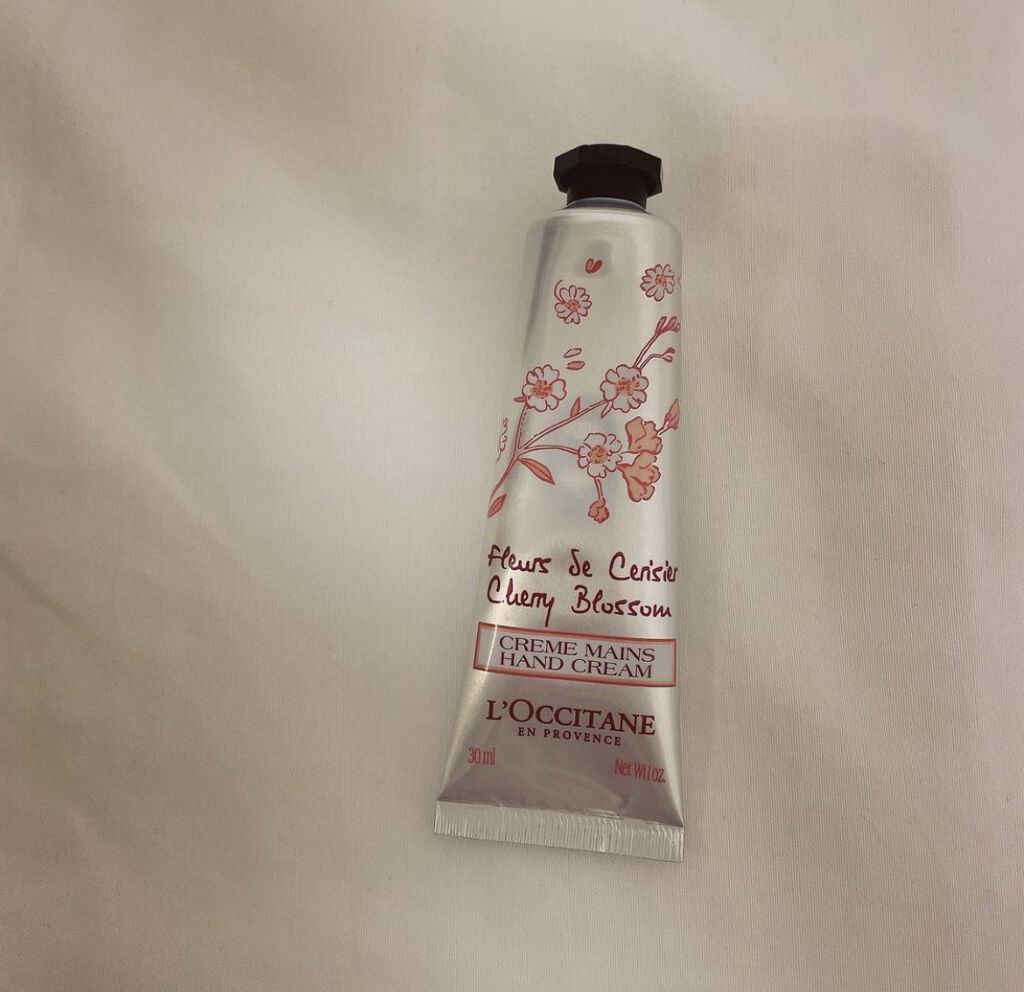 Fleurs de Cerisier
Cherry Blossom
CREME MAINS
HAND CREAM
L'OCCITANE
EN PROVENCE
30 ml
Net Wt 1 oz.